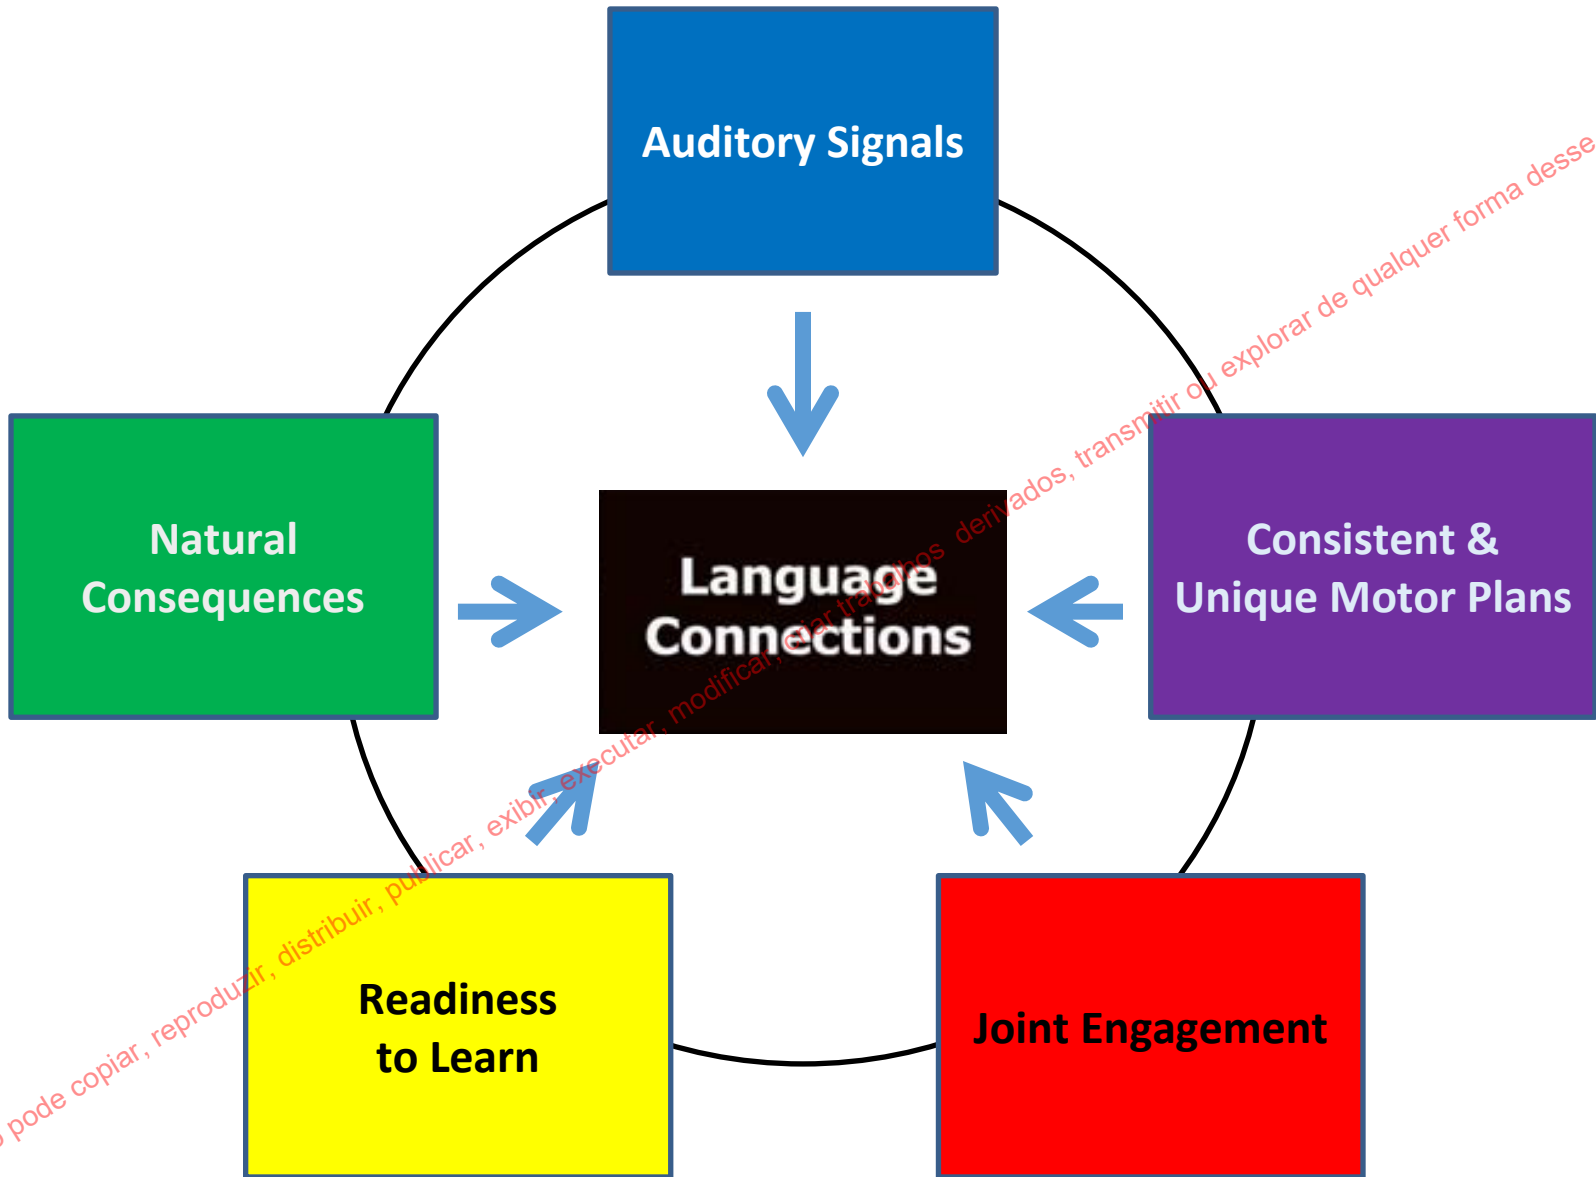 Auditory Signals
Natural
Consequences
Language
Connections
Consistent &
Unique Motor Plans
Readiness
to Learn
Joint Engagement
pode copiar, reproduzir, distribuir, publicar, exibir, executar, modificar, criar trabalhos derivados, transmitir ou explorar de qualquer forma desse